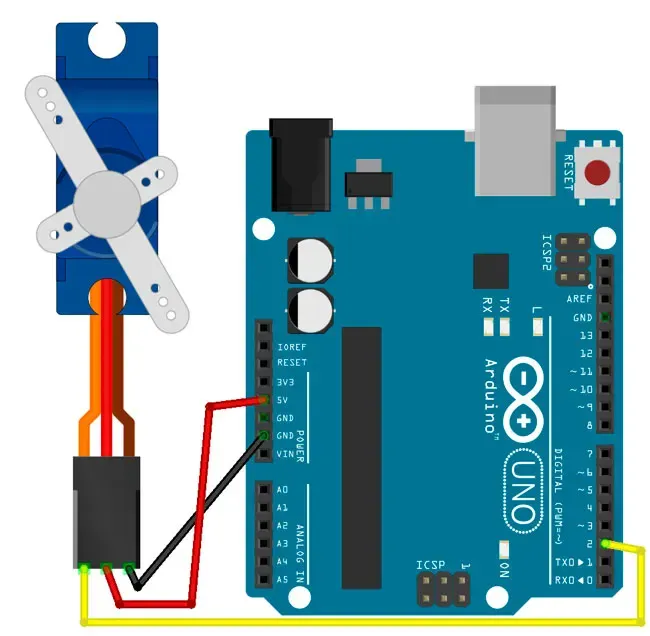 RESET
ICSP2
AREF
GND
13
12
~11
~10
~9
8
7
~6
~5
4
~3
2
TX0▶1
RX0◀0
DIGITAL (PWM=~)
RX
TX
L
Arduino™
UNO
IOREF
RESET
3V3
5V
GND
GND
VIN
POWER
A0
A1
A2
A3
A4
A5
ANALOG IN
ICSP
1
ON